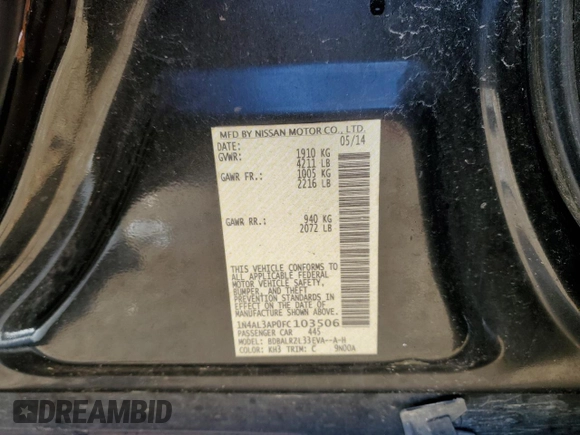 MFD BY NISSAN MOTOR CO., LTD.
DATE: 05/14
GVWR: 1910 KG
4211 LB
GAWR FR.: 1005 KG
2216 LB
GAWR RR.: 940 KG
2072 LB
THIS VEHICLE CONFORMS TO
ALL APPLICABLE FEDERAL
MOTOR VEHICLE SAFETY,
BUMPER, AND THEFT
PREVENTION STANDARDS IN
EFFECT ON THE DATE OF
MANUFACTURE SHOWN ABOVE.
1N4AL3AP0FC103506
PASSENGER CAR 445
MODEL: BDBALR2L33EVA--A-H
COLOR: KH3 TRIM: C 9N00A
DREAMBID